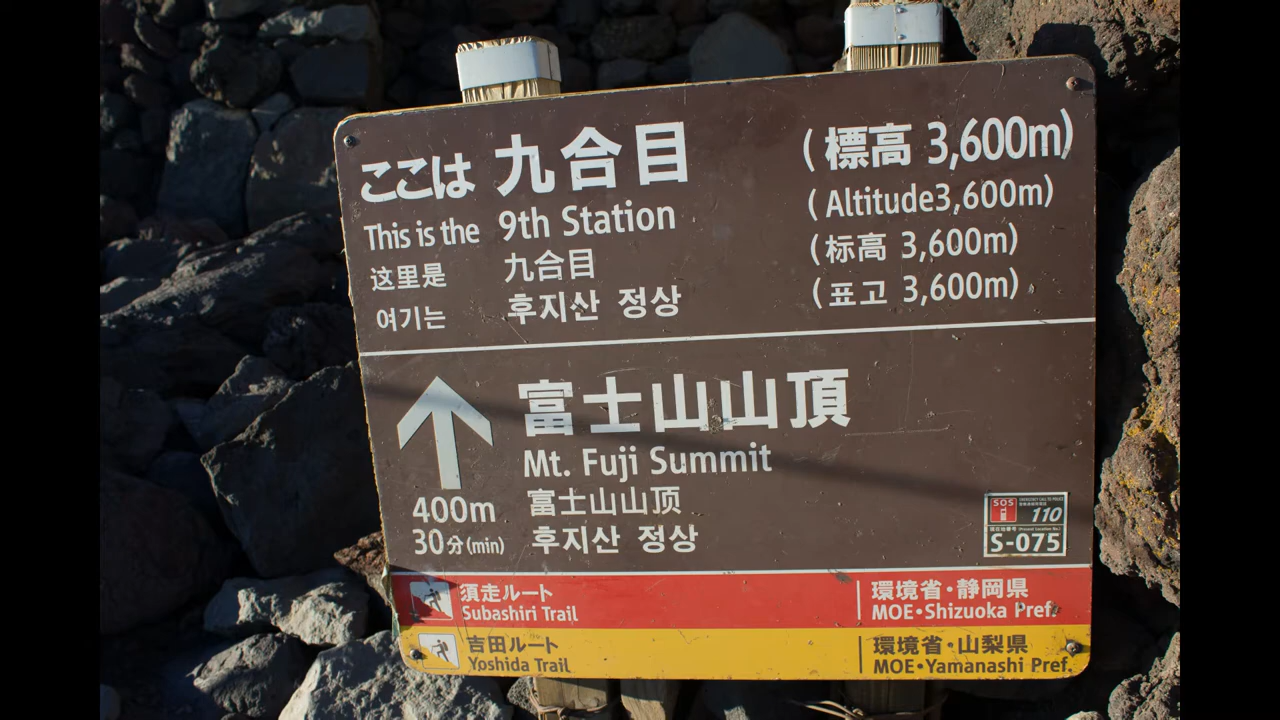 ここは 九合目 (標高 3,600m)
This is the 9th Station (Altitude3,600m)
这里是 九合目 (标高 3,600m)
여기는 후지산 정상 (표고 3,600m)
富士山山頂
Mt. Fuji Summit
400m 富士山山顶
30分(min) 후지산 정상
SOS
110
S-075
須走ルート 環境省・静岡県
Subashiri Trail MOE・Shizuoka Pref.
吉田ルート 環境省・山梨県
Yoshida Trail MOE・Yamanashi Pref.